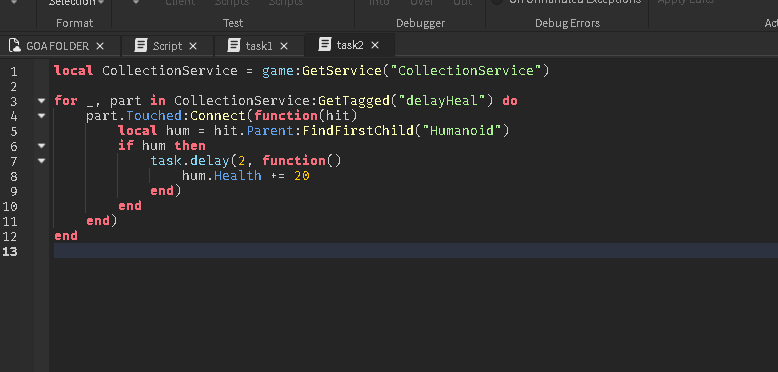 Selection
Client Scripts Scripts Into Over Out On Unhandled Exceptions Apply Edits
Format Test Debugger Debug Errors
GOA FOLDER × Script × task1 × task2 ×
1 local CollectionService = game:GetService("CollectionService")
2
3 for _, part in CollectionService:GetTagged("delayHeal") do
4 part.Touched:Connect(function(hit)
5 local hum = hit.Parent:FindFirstChild("Humanoid")
6 if hum then
7 task.delay(2, function()
8 hum.Health += 20
9 end)
10 end
11 end)
12 end
13